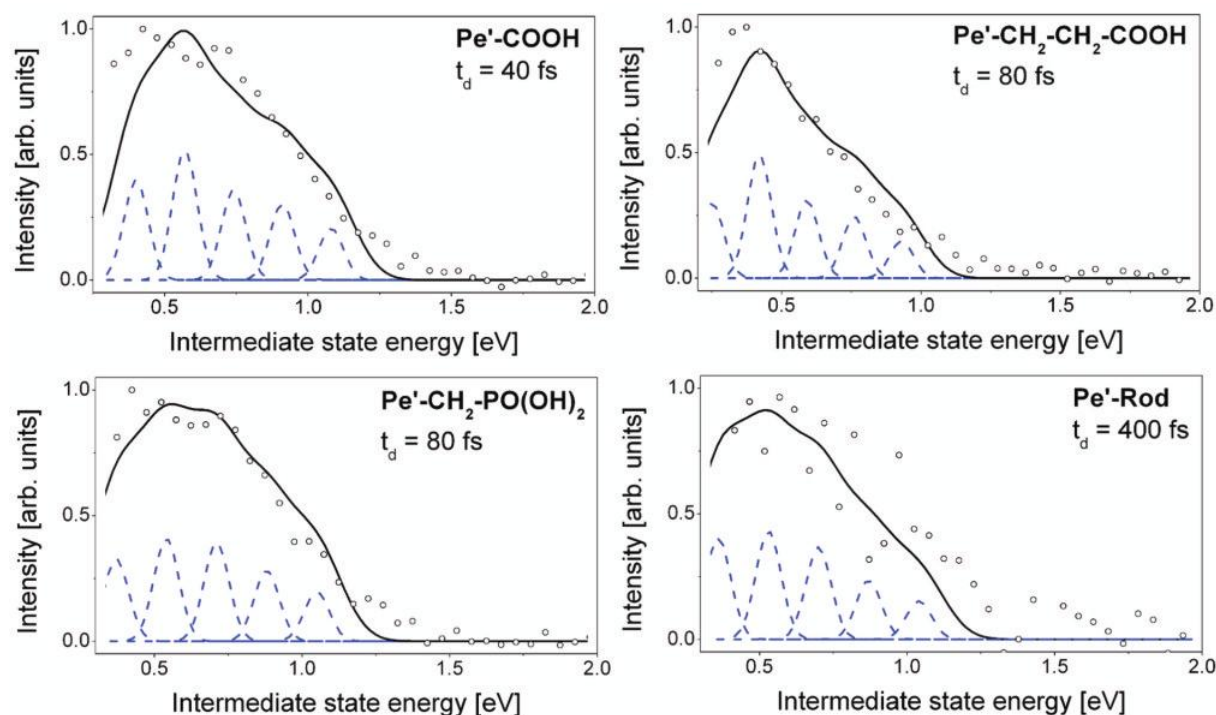 Pe'-COOH
t_d = 40 fs
Intensity [arb. units]
1.0
0.5
0.0
0.5
1.0
1.5
2.0
Intermediate state energy [eV]
Pe'-CH₂-CH₂-COOH
t_d = 80 fs
Intensity [arb. units]
1.0
0.5
0.0
0.5
1.0
1.5
2.0
Intermediate state energy [eV]
Pe'-CH₂-PO(OH)₂
t_d = 80 fs
Intensity [arb. units]
1.0
0.5
0.0
0.5
1.0
1.5
2.0
Intermediate state energy [eV]
Pe'-Rod
t_d = 400 fs
Intensity [arb. units]
1.0
0.5
0.0
0.5
1.0
1.5
2.0
Intermediate state energy [eV]